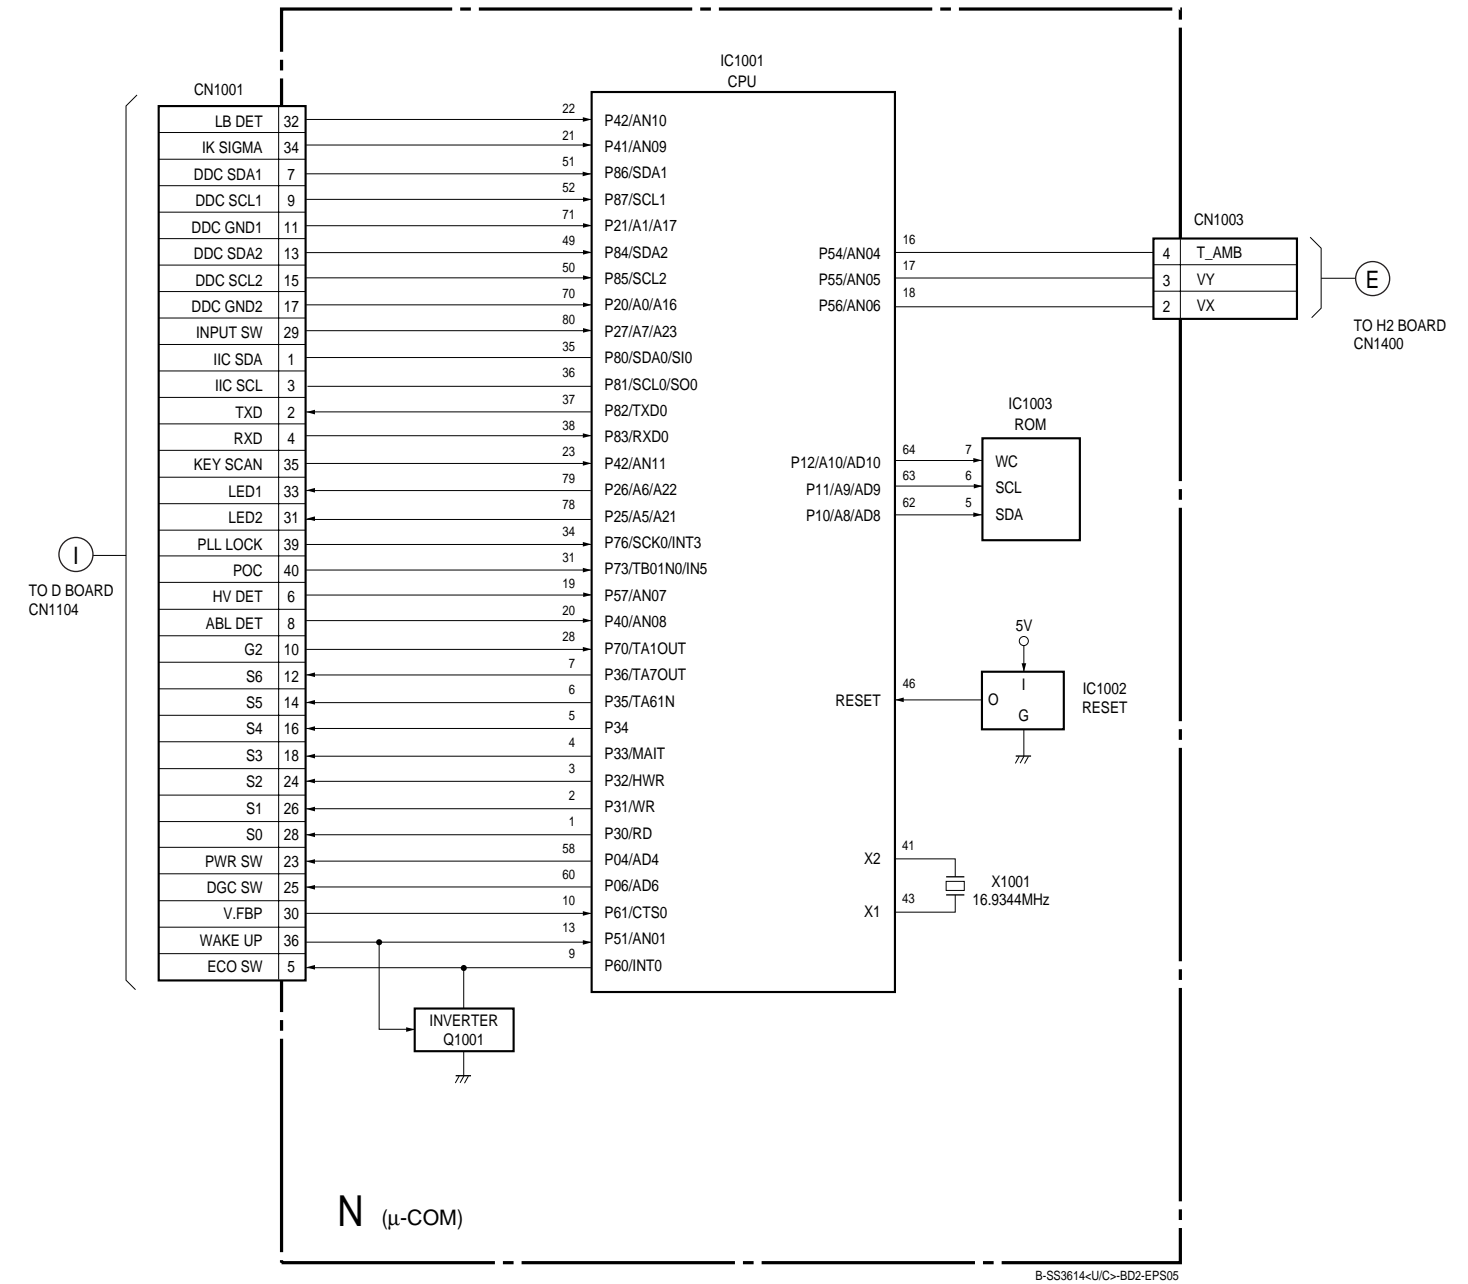 IC1001
CPU
CN1001
LB DET 32 22 P42/AN10
IK SIGMA 34 21 P41/AN09
DDC SDA1 7 51 P86/SDA1
DDC SCL1 9 52 P87/SCL1
DDC GND1 11 71 P21/A1/A17
DDC SDA2 13 49 P84/SDA2
DDC SCL2 15 50 P85/SCL2
DDC GND2 17 70 P20/A0/A16
INPUT SW 29 80 P27/A7/A23
IIC SDA 1 35 P80/SDA0/SI0
IIC SCL 3 36 P81/SCL0/SO0
TXD 2 37 P82/TXD0
RXD 4 38 P83/RXD0
KEY SCAN 35 23 P42/AN11
LED1 33 79 P26/A6/A22
LED2 31 78 P25/A5/A21
PLL LOCK 39 34 P76/SCK0/INT3
POC 40 31 P73/TB01N0/IN5
HV DET 6 19 P57/AN07
ABL DET 8 20 P40/AN08
G2 10 28 P70/TA1OUT
S6 12 7 P36/TA7OUT
S5 14 6 P35/TA61N
S4 16 5 P34
S3 18 4 P33/MAIT
S2 24 3 P32/HWR
S1 26 2 P31/WR
S0 28 1 P30/RD
PWR SW 23 58 P04/AD4
DGC SW 25 60 P06/AD6
V.FBP 30 10 P61/CTS0
WAKE UP 36 13 P51/AN01
ECO SW 5 9 P60/INT0
I
TO D BOARD
CN1104
INVERTER
Q1001
CN1003
P54/AN04 16 4 T_AMB
P55/AN05 17 3 VY
P56/AN06 18 2 VX
E
TO H2 BOARD
CN1400
IC1003
ROM
P12/A10/AD10 64 7 WC
P11/A9/AD9 63 6 SCL
P10/A8/AD8 62 5 SDA
5V
RESET 46 O I G
IC1002
RESET
X2 41
X1001
16.9344MHz
X1 43
N (μ-COM)
B-SS3614<U/C>-BD2-EPS05